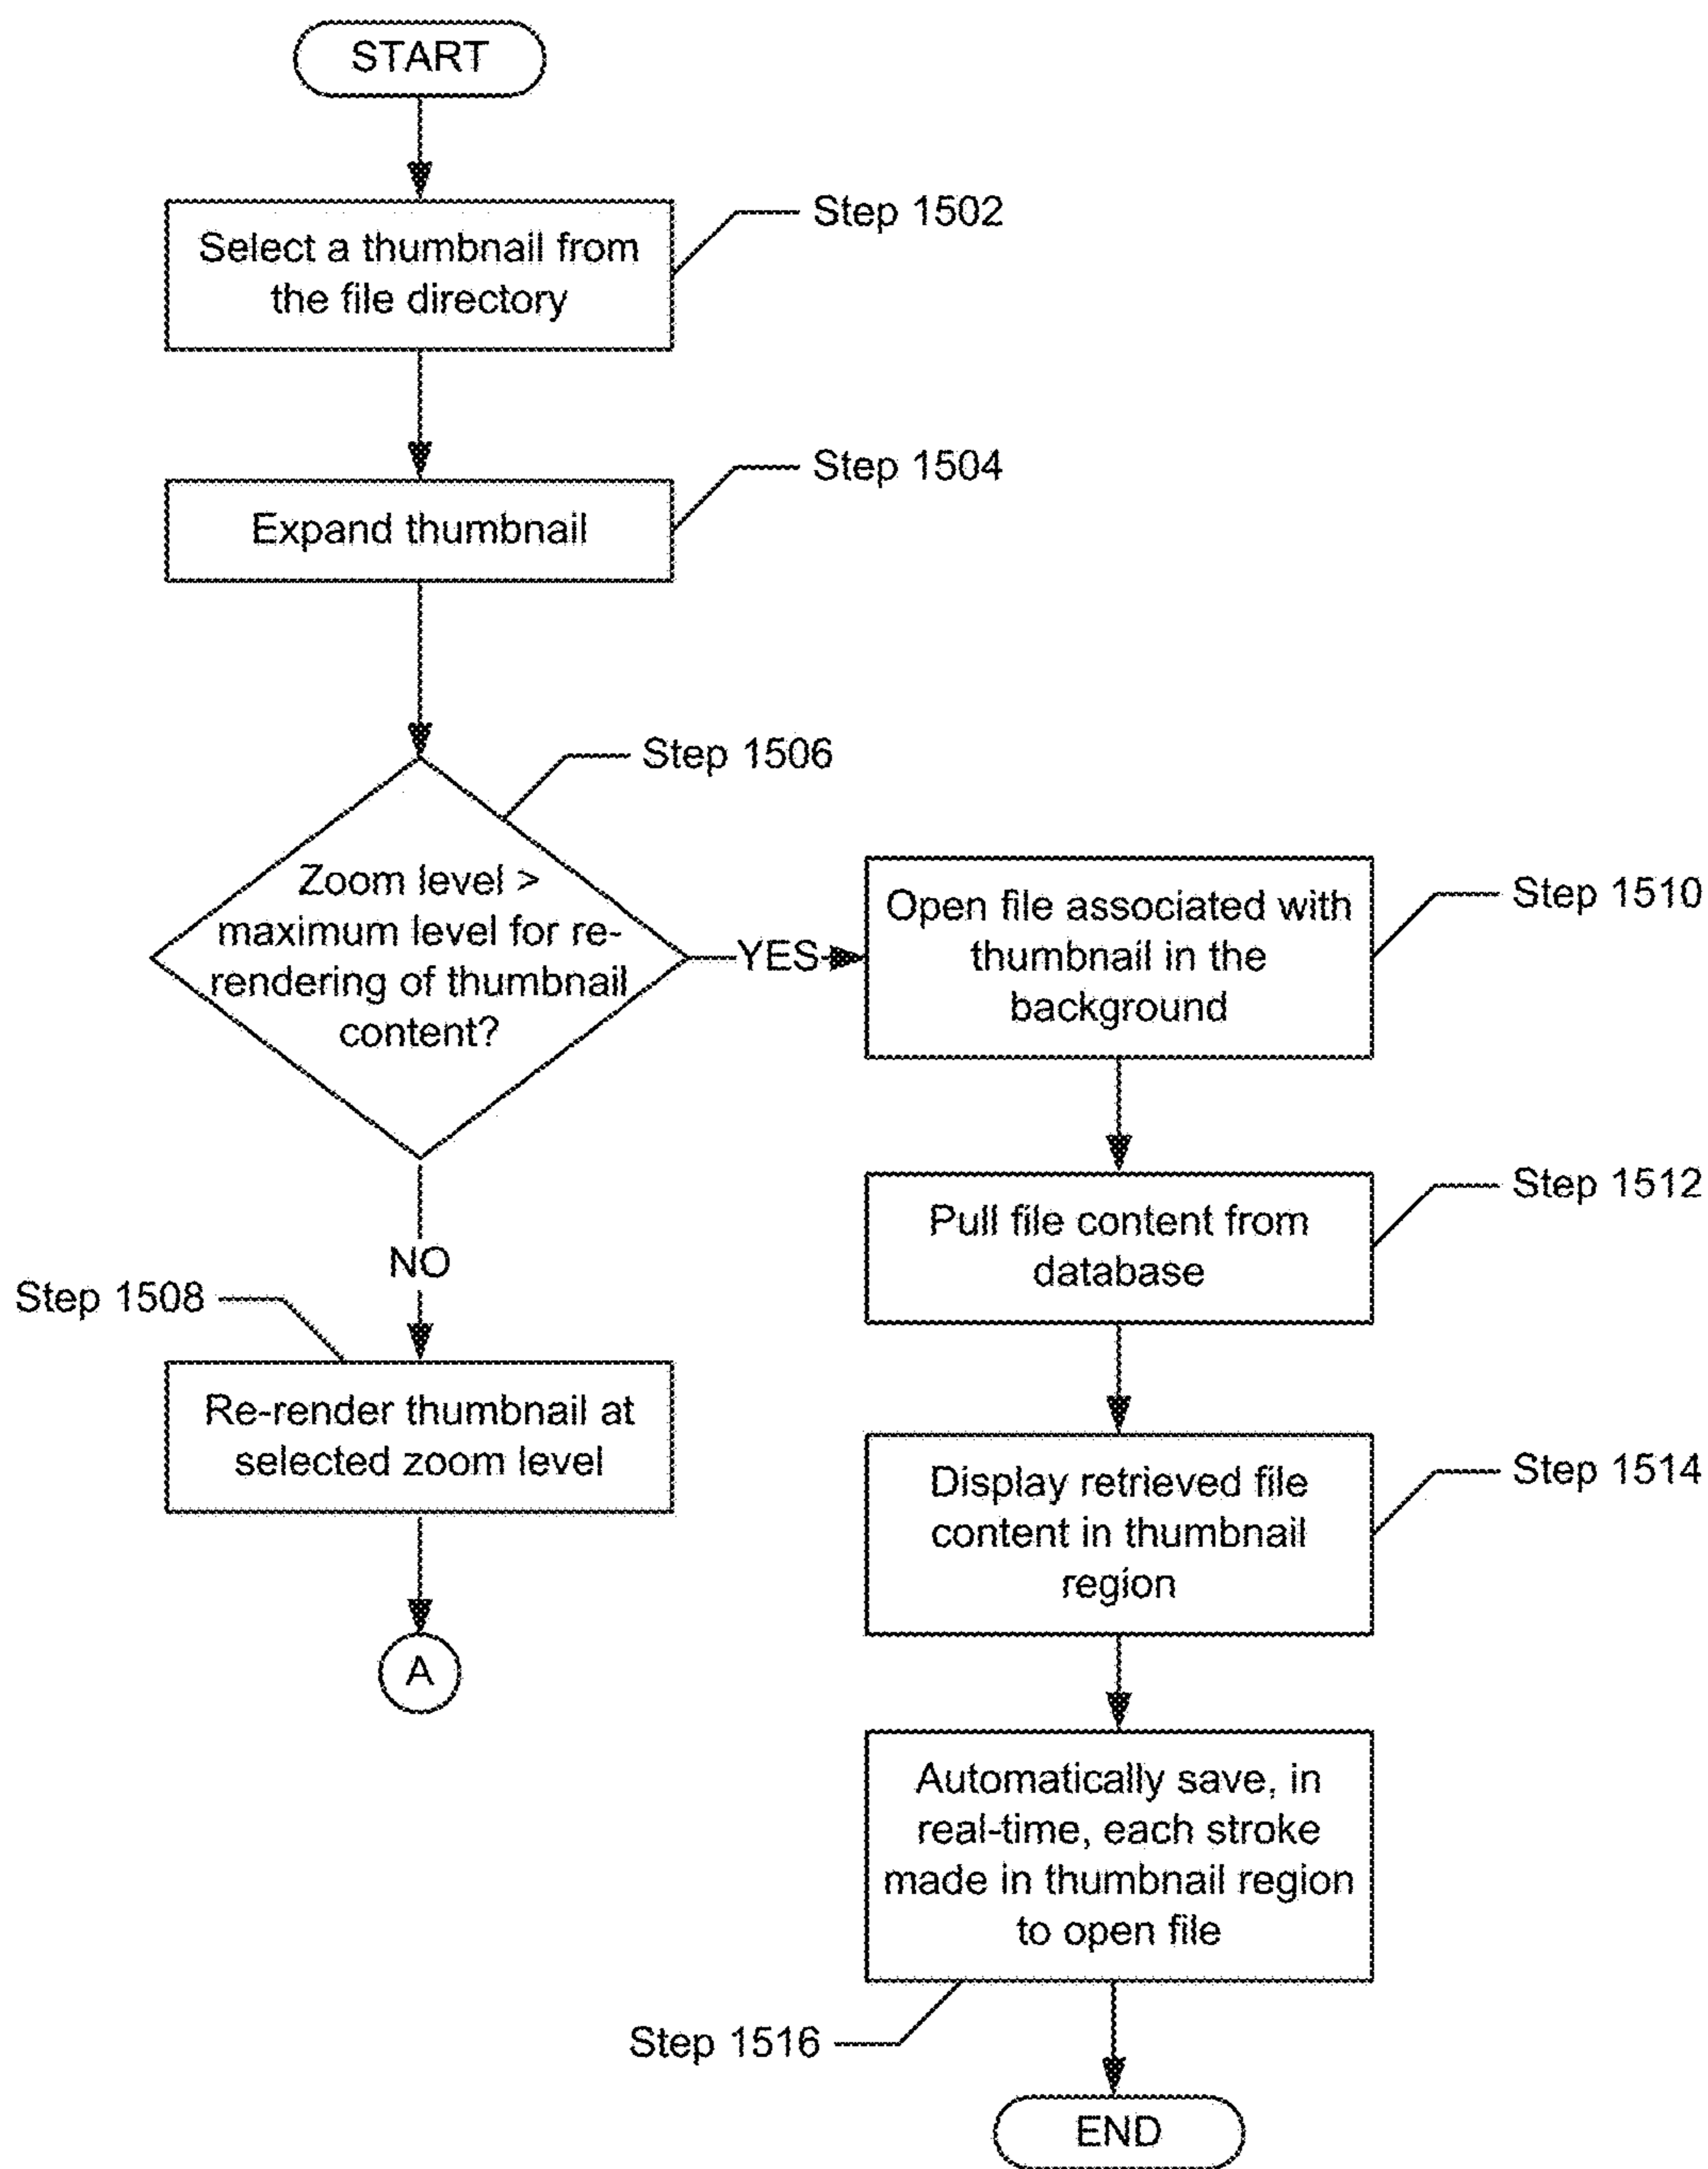 START
Step 1502
Select a thumbnail from
the file directory
Step 1504
Expand thumbnail
Step 1506
Zoom level >
maximum level for re-
rendering of thumbnail
content?
YES
NO
Step 1508
Re-render thumbnail at
selected zoom level
A
Step 1510
Open file associated with
thumbnail in the
background
Step 1512
Pull file content from
database
Step 1514
Display retrieved file
content in thumbnail
region
Automatically save, in
real-time, each stroke
made in thumbnail region
to open file
Step 1516
END